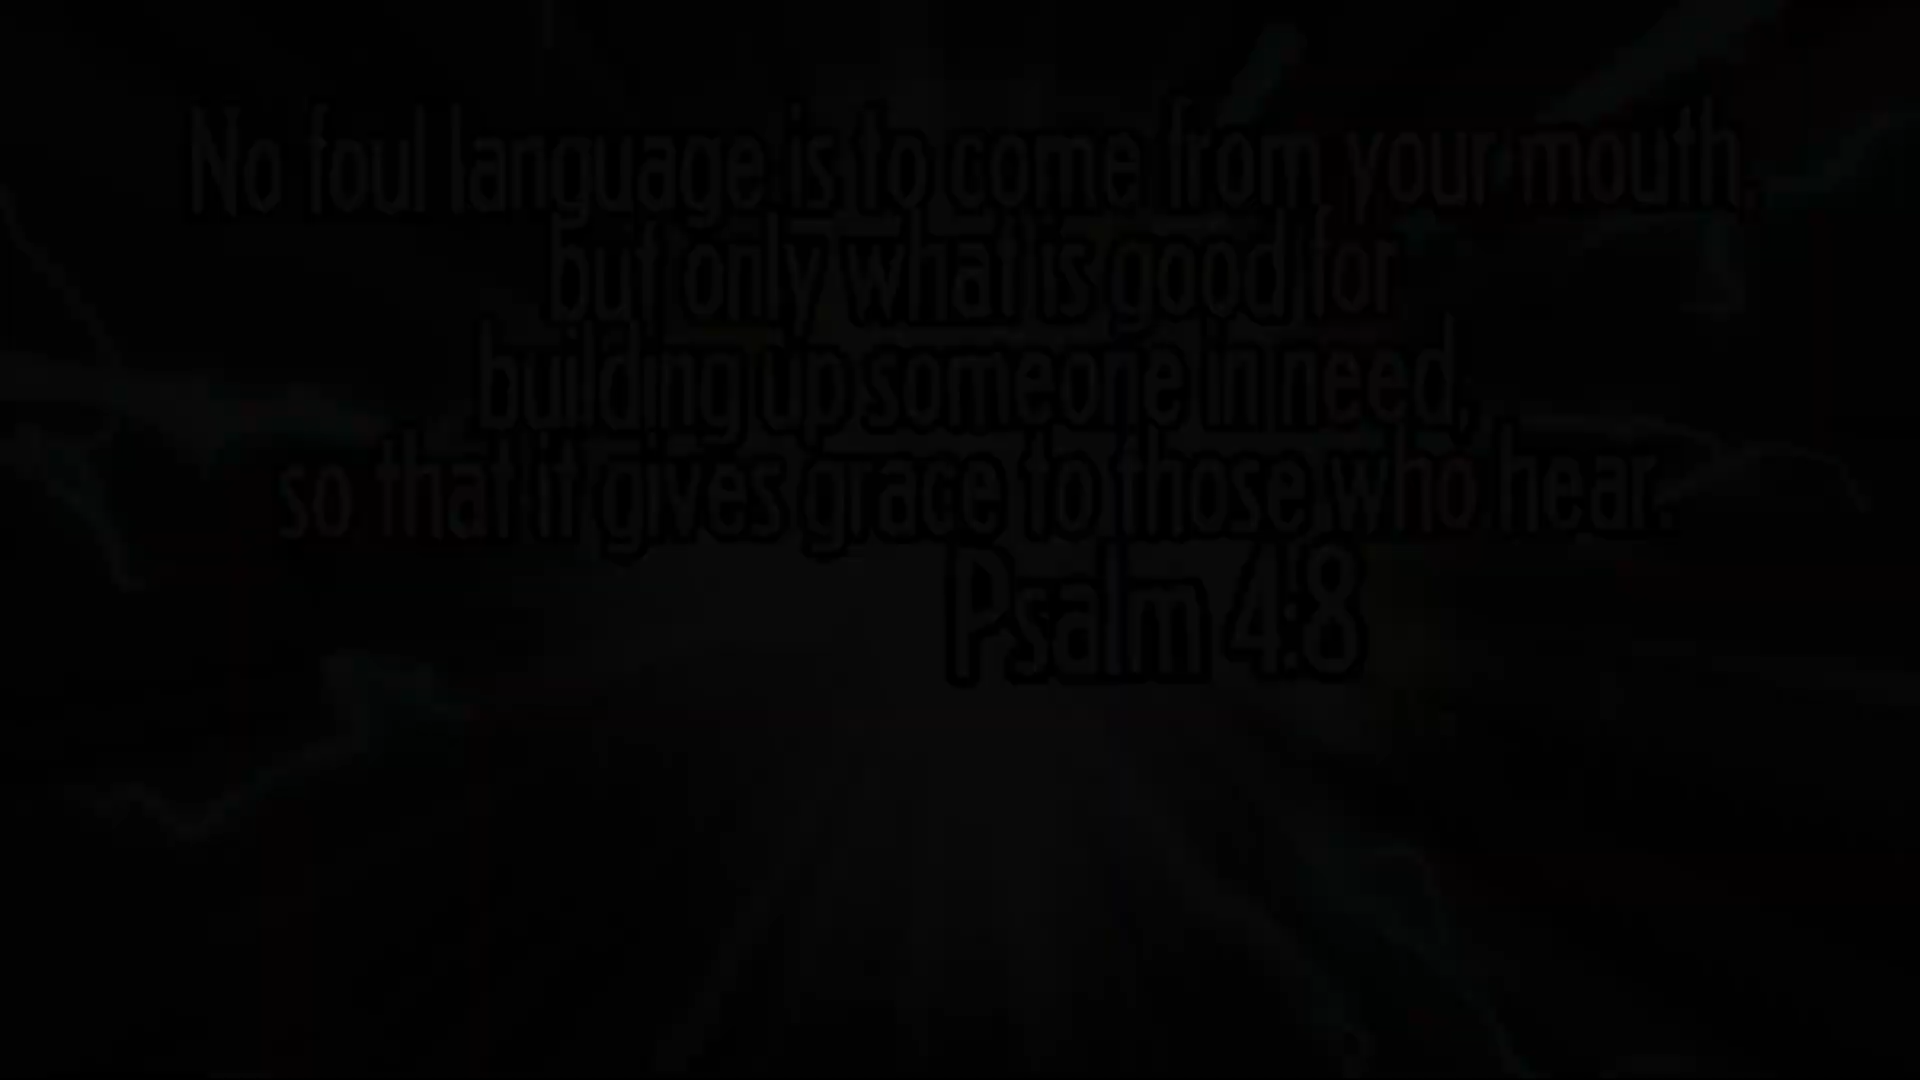 No foul language is to come from your mouth,
but only what is good for
building up someone in need,
so that it gives grace to those who hear.
Psalm 4:8